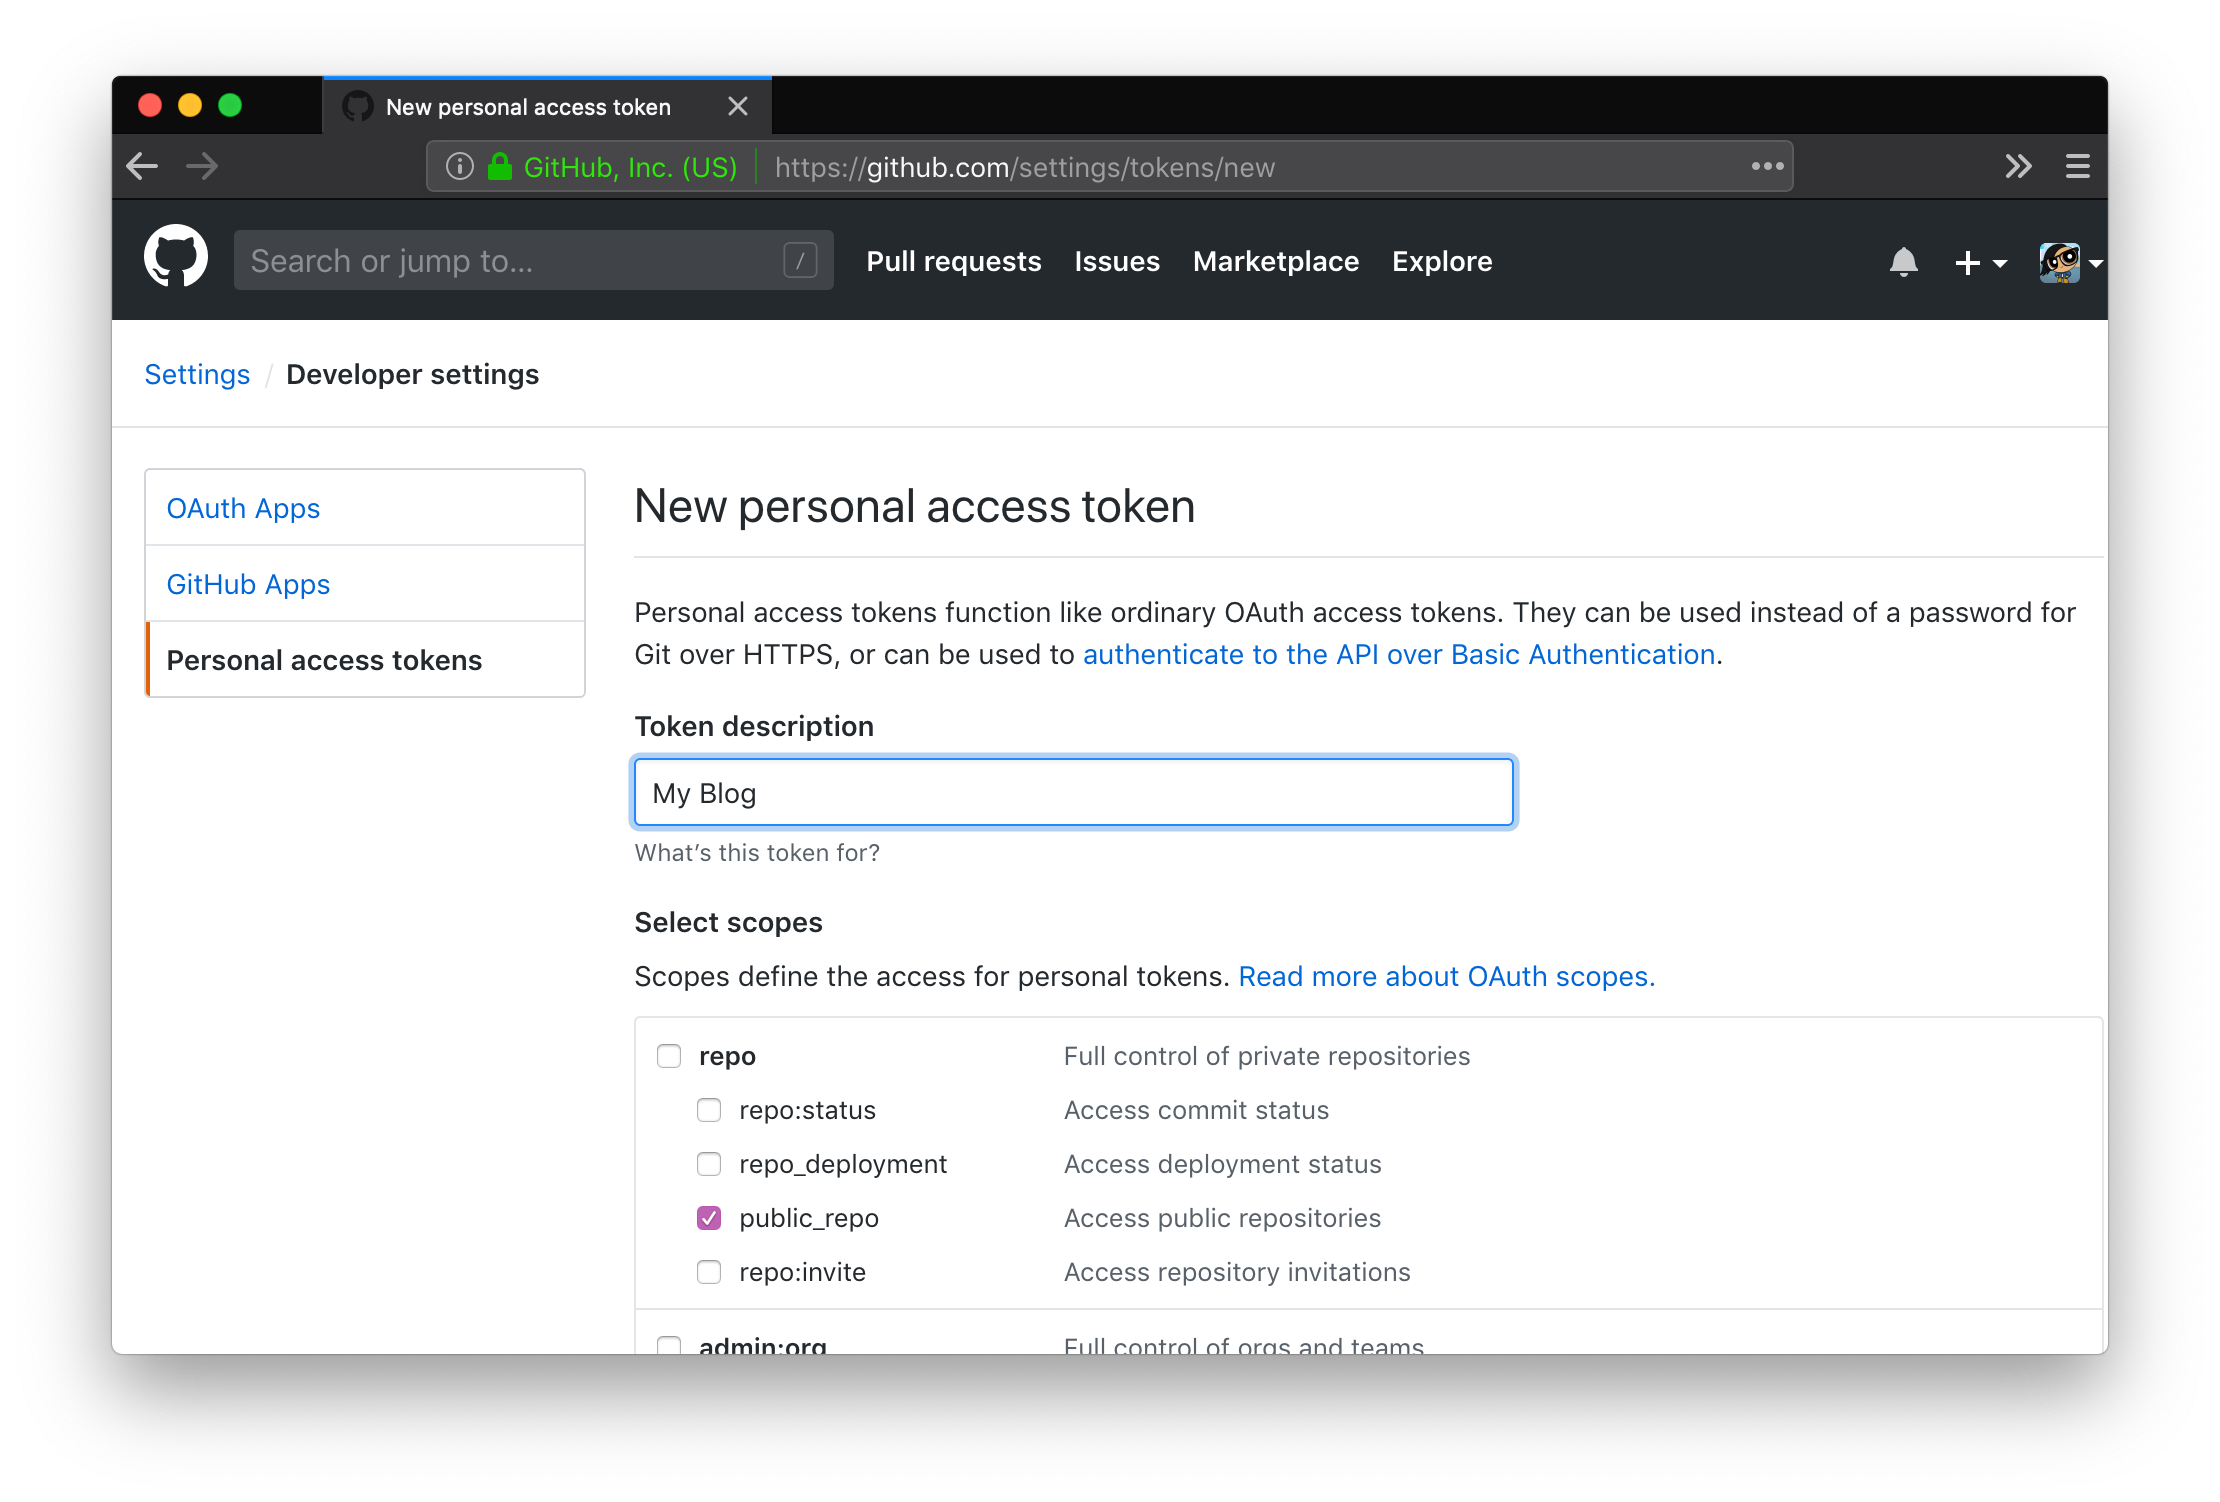 New personal access token
GitHub, Inc. (US) https://github.com/settings/tokens/new
Search or jump to... / Pull requests Issues Marketplace Explore
Settings / Developer settings
OAuth Apps
GitHub Apps
Personal access tokens
New personal access token
Personal access tokens function like ordinary OAuth access tokens. They can be used instead of a password for
Git over HTTPS, or can be used to authenticate to the API over Basic Authentication.
Token description
My Blog
What's this token for?
Select scopes
Scopes define the access for personal tokens. Read more about OAuth scopes.
repo Full control of private repositories
repo:status Access commit status
repo_deployment Access deployment status
public_repo Access public repositories
repo:invite Access repository invitations
admin:org Full control of orgs and teams